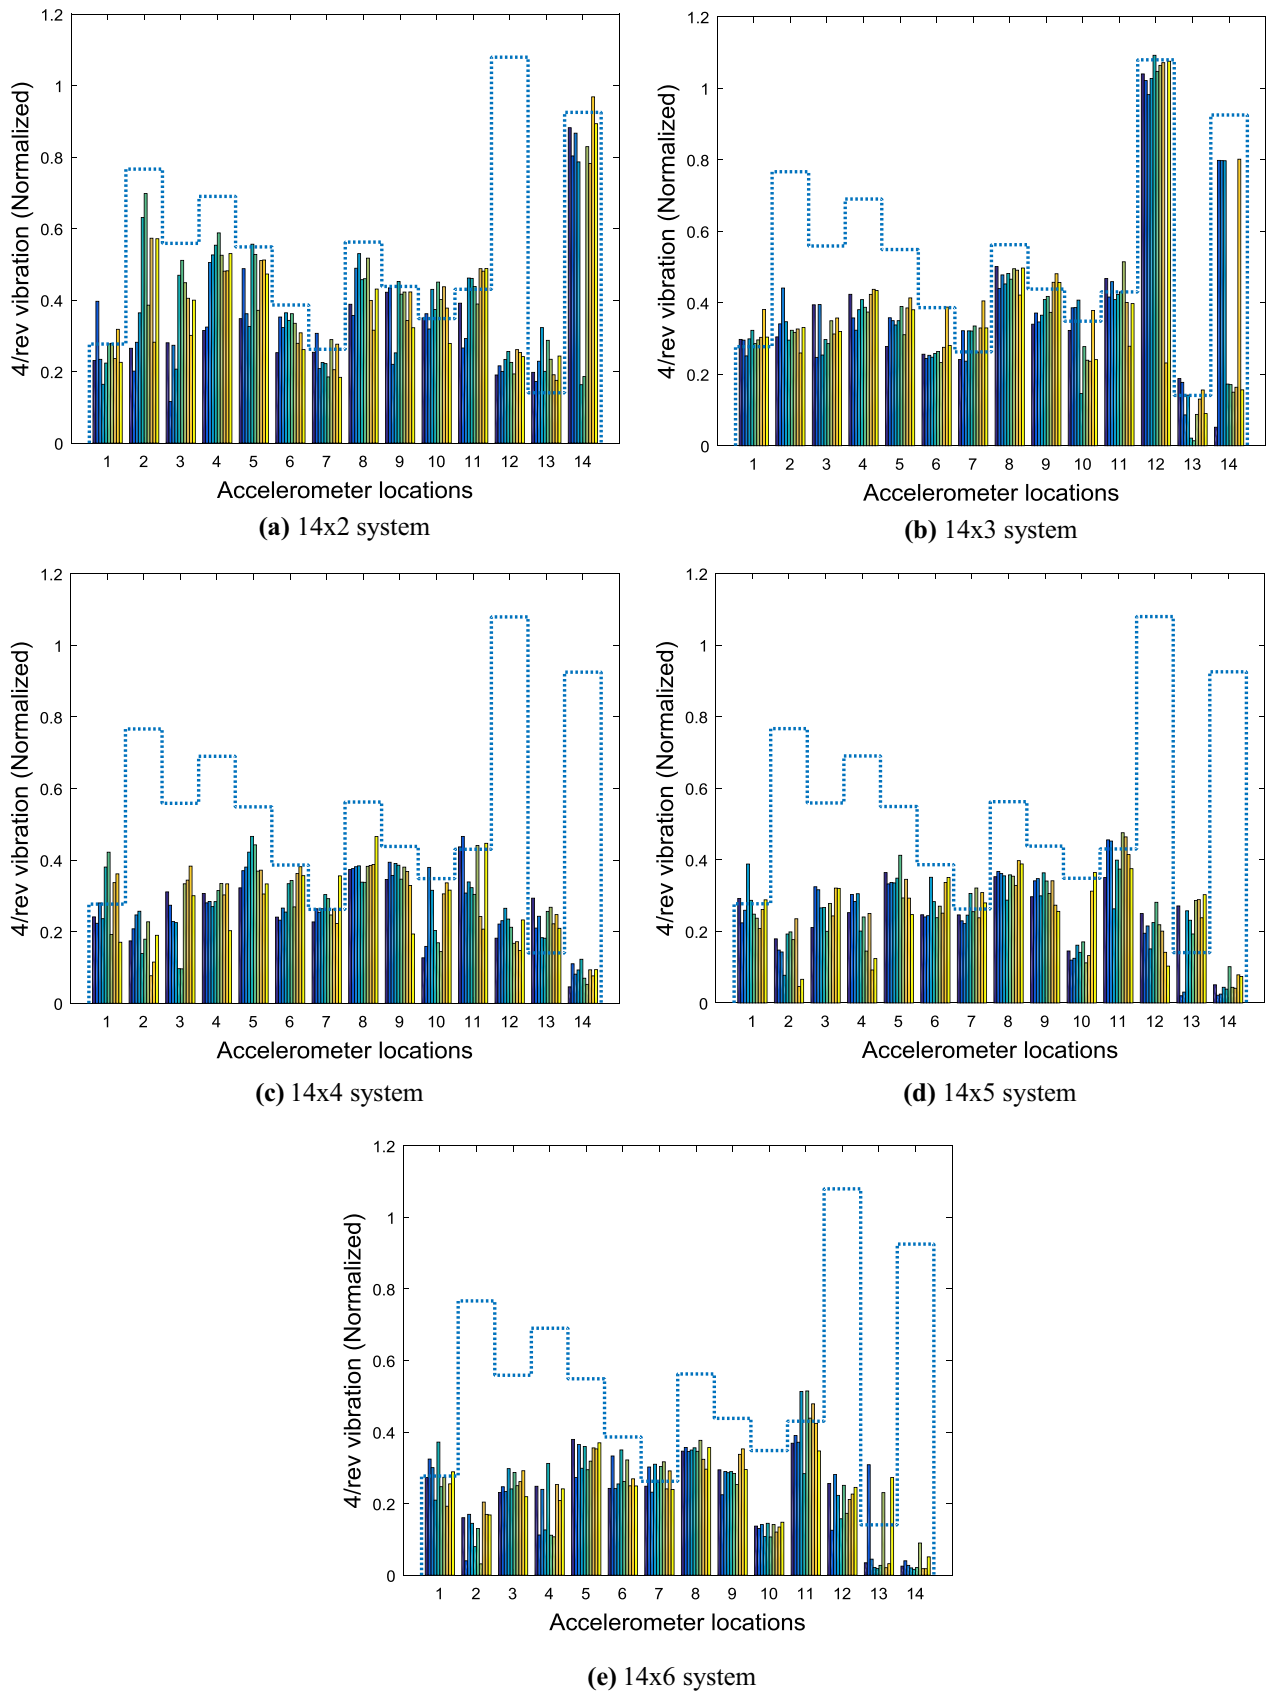 4/rev vibration (Normalized)
1.2
1
0.8
0.6
0.4
0.2
0
1 2 3 4 5 6 7 8 9 10 11 12 13 14
Accelerometer locations
(a) 14x2 system
4/rev vibration (Normalized)
1.2
1
0.8
0.6
0.4
0.2
0
1 2 3 4 5 6 7 8 9 10 11 12 13 14
Accelerometer locations
(b) 14x3 system
4/rev vibration (Normalized)
1.2
1
0.8
0.6
0.4
0.2
0
1 2 3 4 5 6 7 8 9 10 11 12 13 14
Accelerometer locations
(c) 14x4 system
4/rev vibration (Normalized)
1.2
1
0.8
0.6
0.4
0.2
0
1 2 3 4 5 6 7 8 9 10 11 12 13 14
Accelerometer locations
(d) 14x5 system
4/rev vibration (Normalized)
1.2
1
0.8
0.6
0.4
0.2
0
1 2 3 4 5 6 7 8 9 10 11 12 13 14
Accelerometer locations
(e) 14x6 system